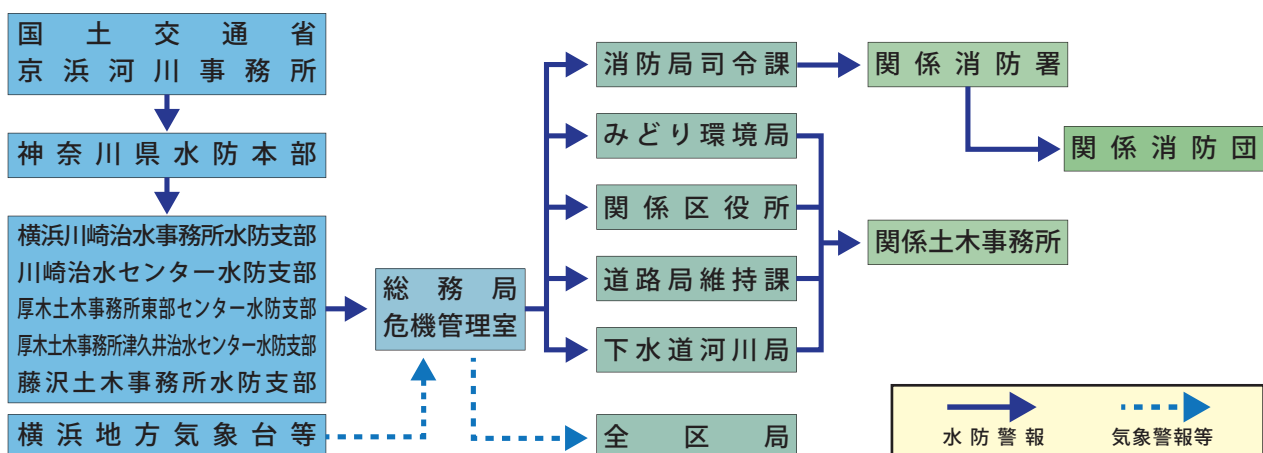 国土交通省
京浜河川事務所
神奈川県水防本部
横浜川崎治水事務所水防支部
川崎治水センター水防支部
厚木土木事務所東部センター水防支部
厚木土木事務所津久井治水センター水防支部
藤沢土木事務所水防支部
横浜地方気象台等
総務局
危機管理室
消防局司令課
みどり環境局
関係区役所
道路局維持課
下水道河川局
全区局
関係消防署
関係消防団
関係土木事務所
水防警報
気象警報等